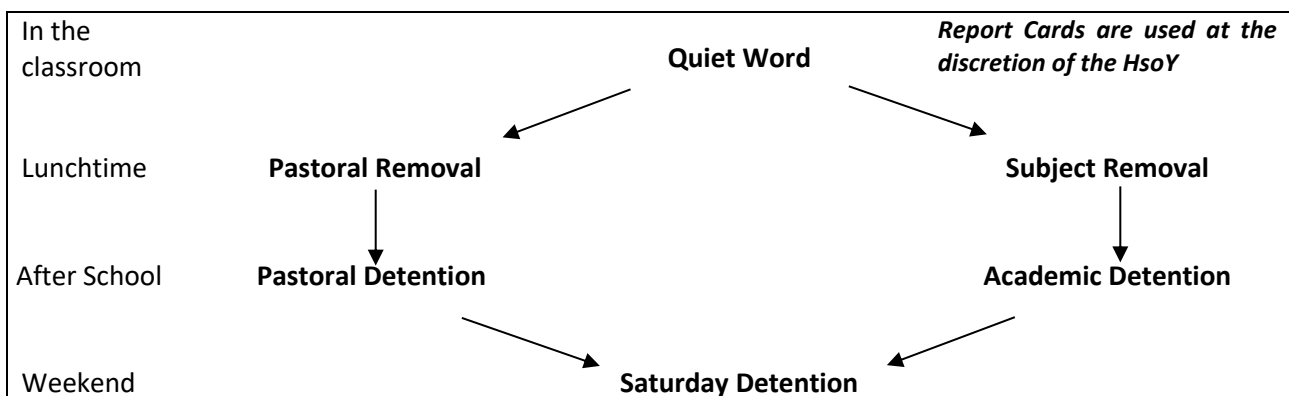 In the
classroom
Quiet Word
Report Cards are used at the
discretion of the HsoY
Lunchtime
Pastoral Removal
Subject Removal
After School
Pastoral Detention
Academic Detention
Weekend
Saturday Detention